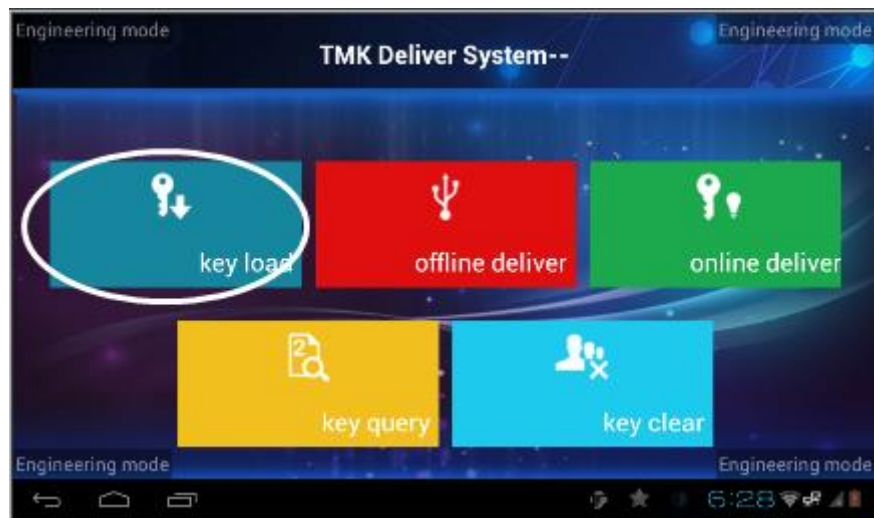 Engineering mode
Engineering mode
TMK Deliver System--
key load
offline deliver
online deliver
2
key query
key clear
Engineering mode
Engineering mode
6:28